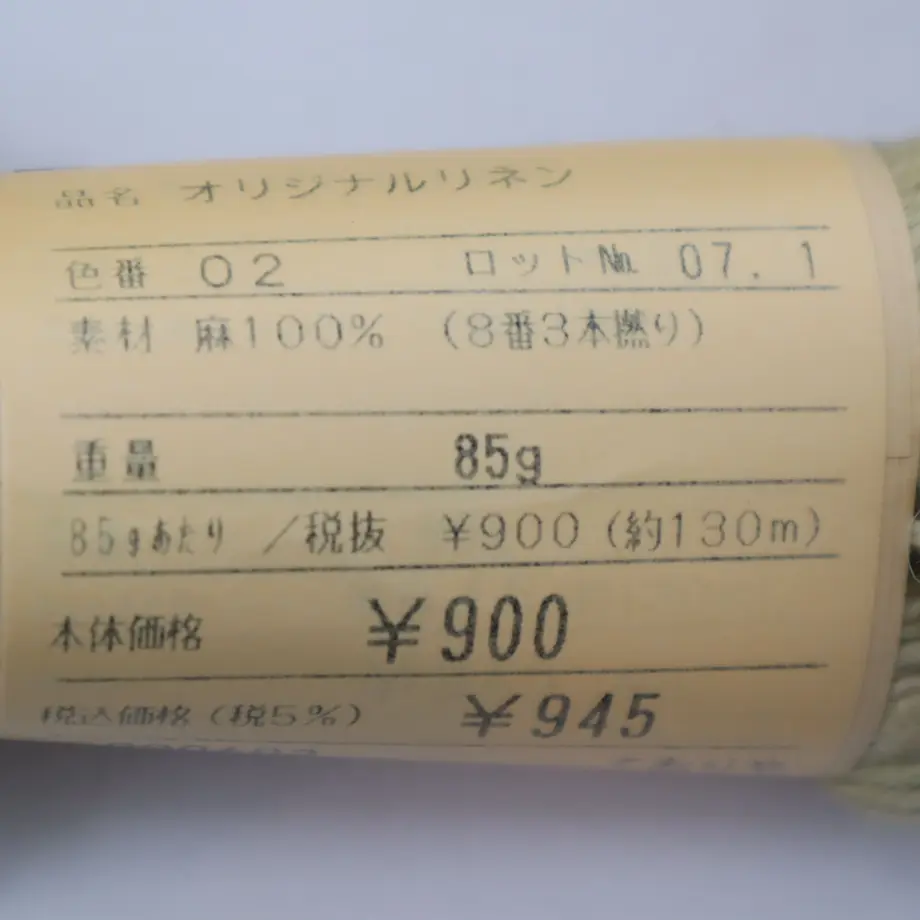 品名 オリジナルリネン
色番 02 ロット№ 07.1
素材 麻100% (8番3本撚り)
重量 85g
85gあたり /税抜 ¥900 (約130m)
本体価格 ¥900
税込価格 (税5%) ¥945